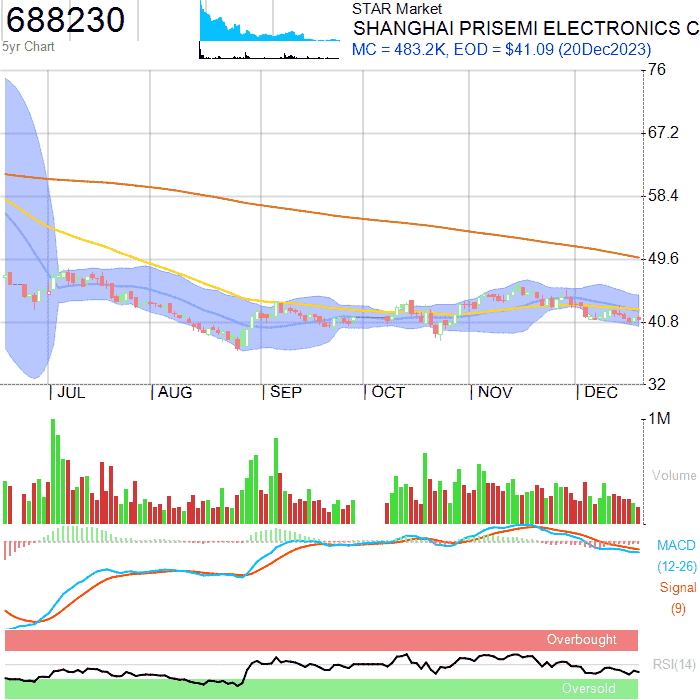 688230
5yr Chart
STAR Market
SHANGHAI PRISEMI ELECTRONICS C
MC = 483.2K, EOD = $41.09 (20Dec2023)
76
67.2
58.4
49.6
40.8
32
JUL AUG SEP OCT NOV DEC
1M
Volume
MACD
(12-26)
Signal
(9)
Overbought
RSI(14)
Oversold